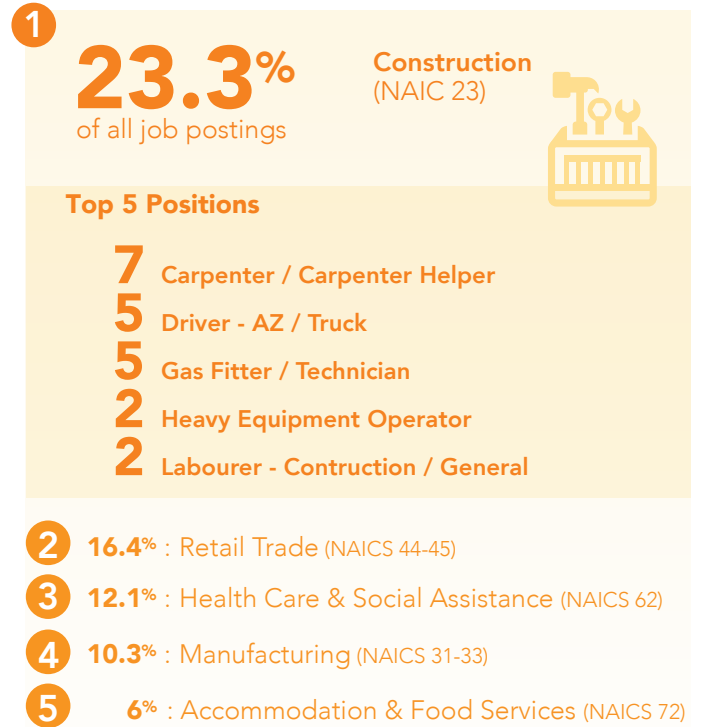 1
23.3%
of all job postings
Construction
(NAIC 23)
Top 5 Positions
7 Carpenter / Carpenter Helper
5 Driver - AZ / Truck
5 Gas Fitter / Technician
2 Heavy Equipment Operator
2 Labourer - Contruction / General
2 16.4% : Retail Trade (NAICS 44-45)
3 12.1% : Health Care & Social Assistance (NAICS 62)
4 10.3% : Manufacturing (NAICS 31-33)
5 6% : Accommodation & Food Services (NAICS 72)